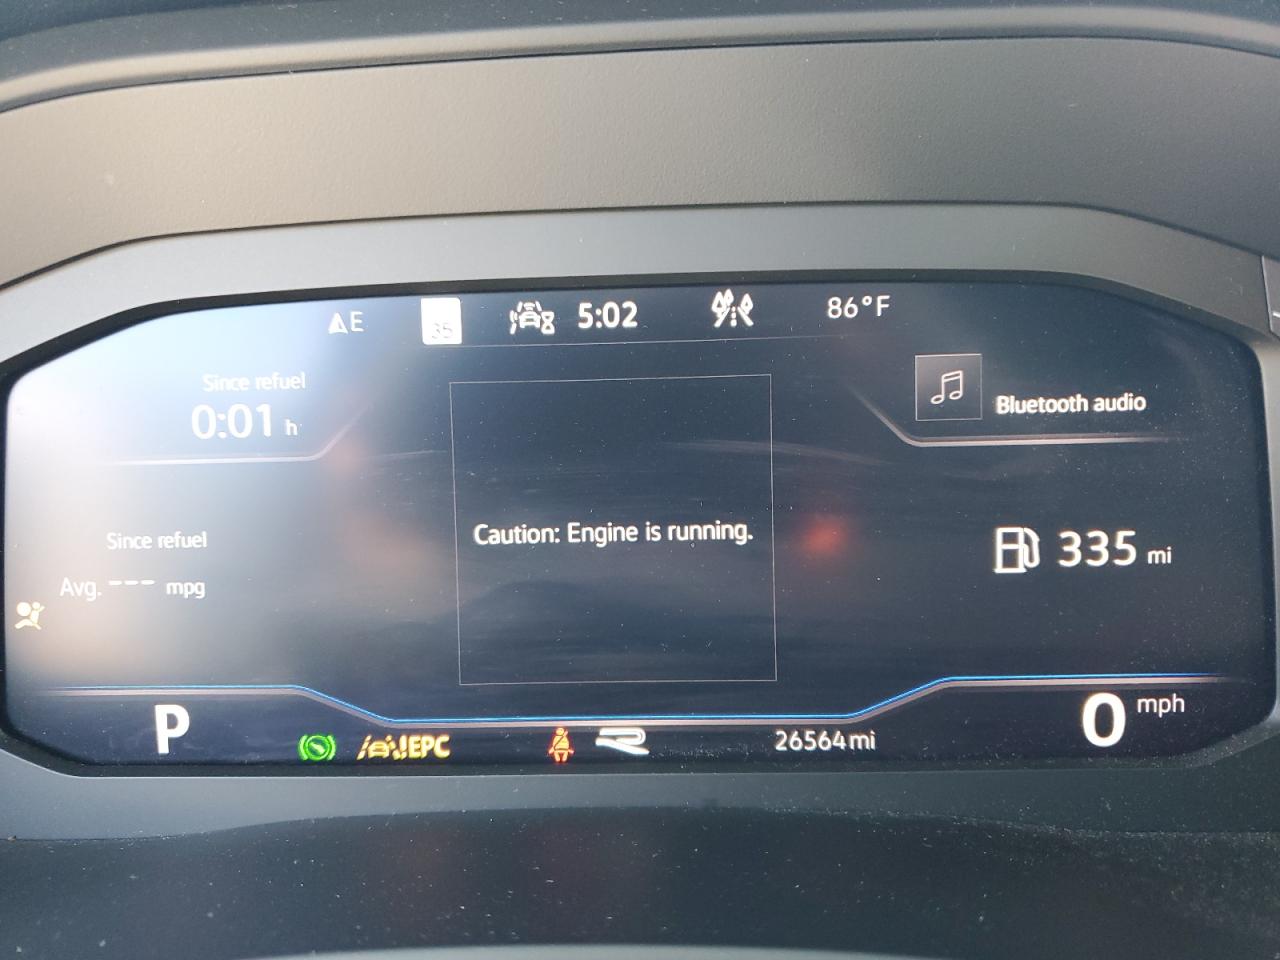 E
35
5:02
86°F
Since refuel
0:01 h
Bluetooth audio
Caution: Engine is running.
Since refuel
Avg. --- mpg
335 mi
P
EPC
26564 mi
0 mph